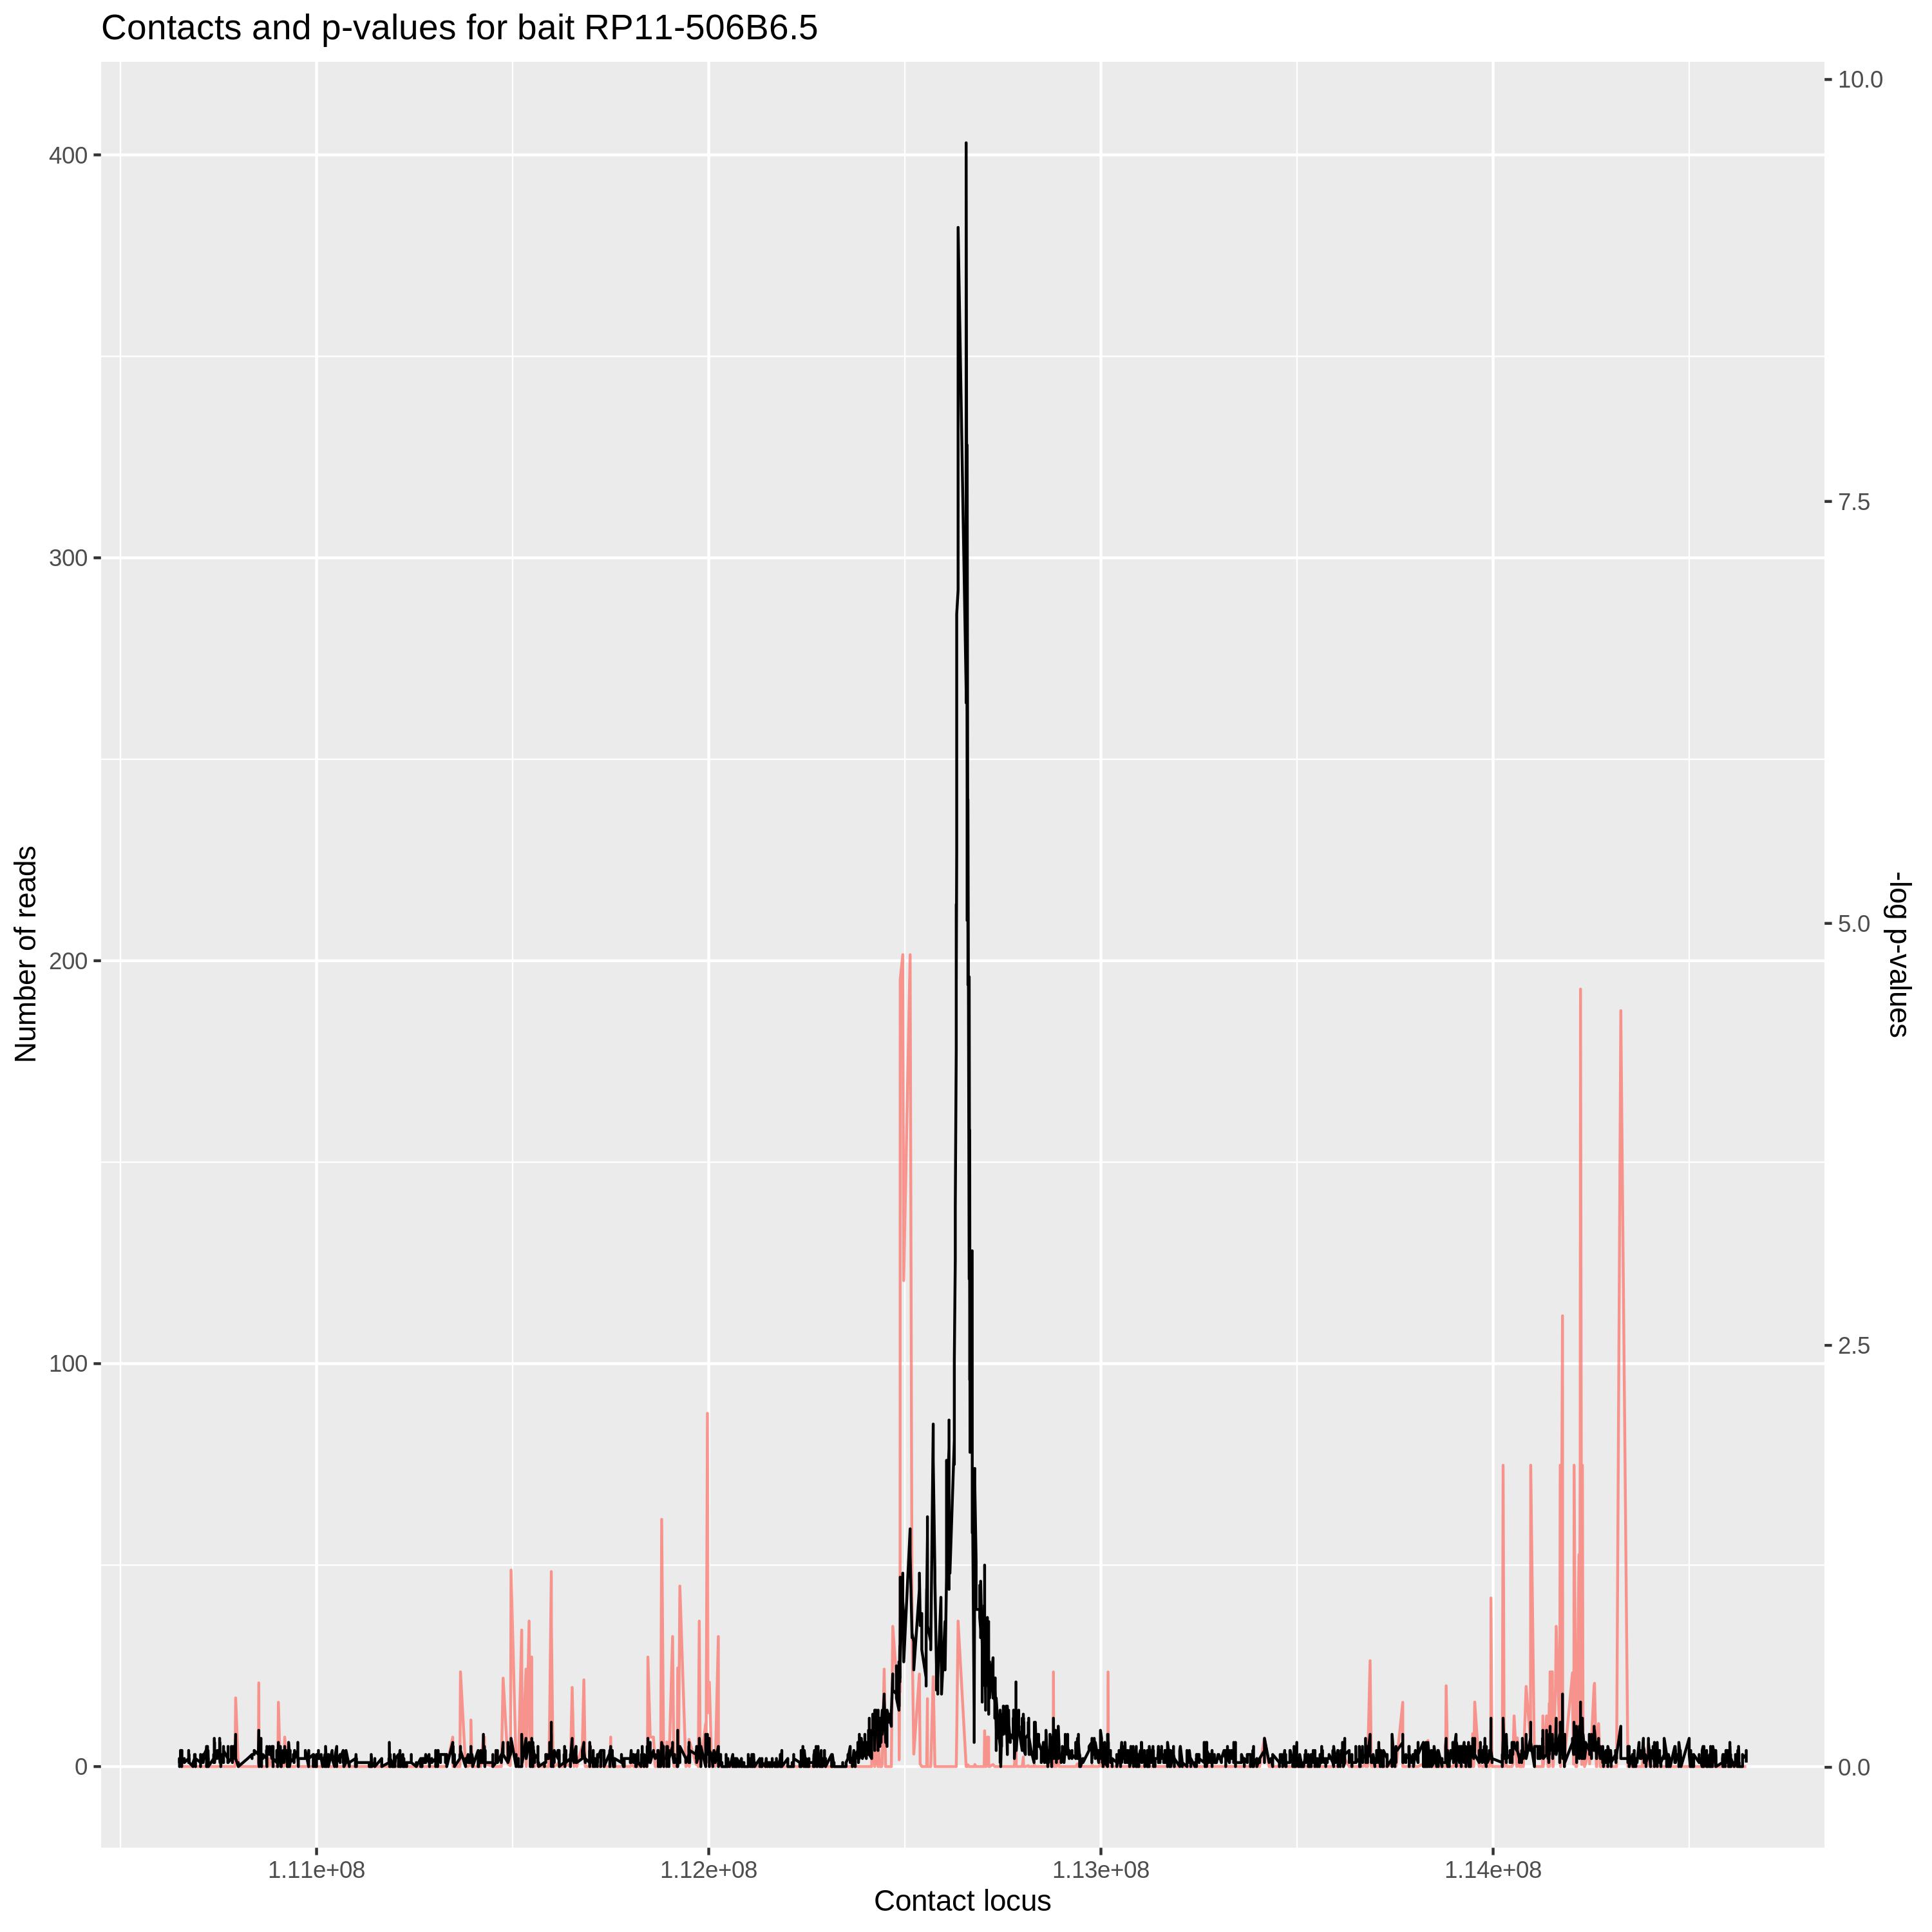 Contacts and p-values for bait RP11-506B6.5
Number of reads
400
300
200
100
0
10.0
7.5
5.0
2.5
0.0
-log p-values
1.11e+08
1.12e+08
1.13e+08
1.14e+08
Contact locus